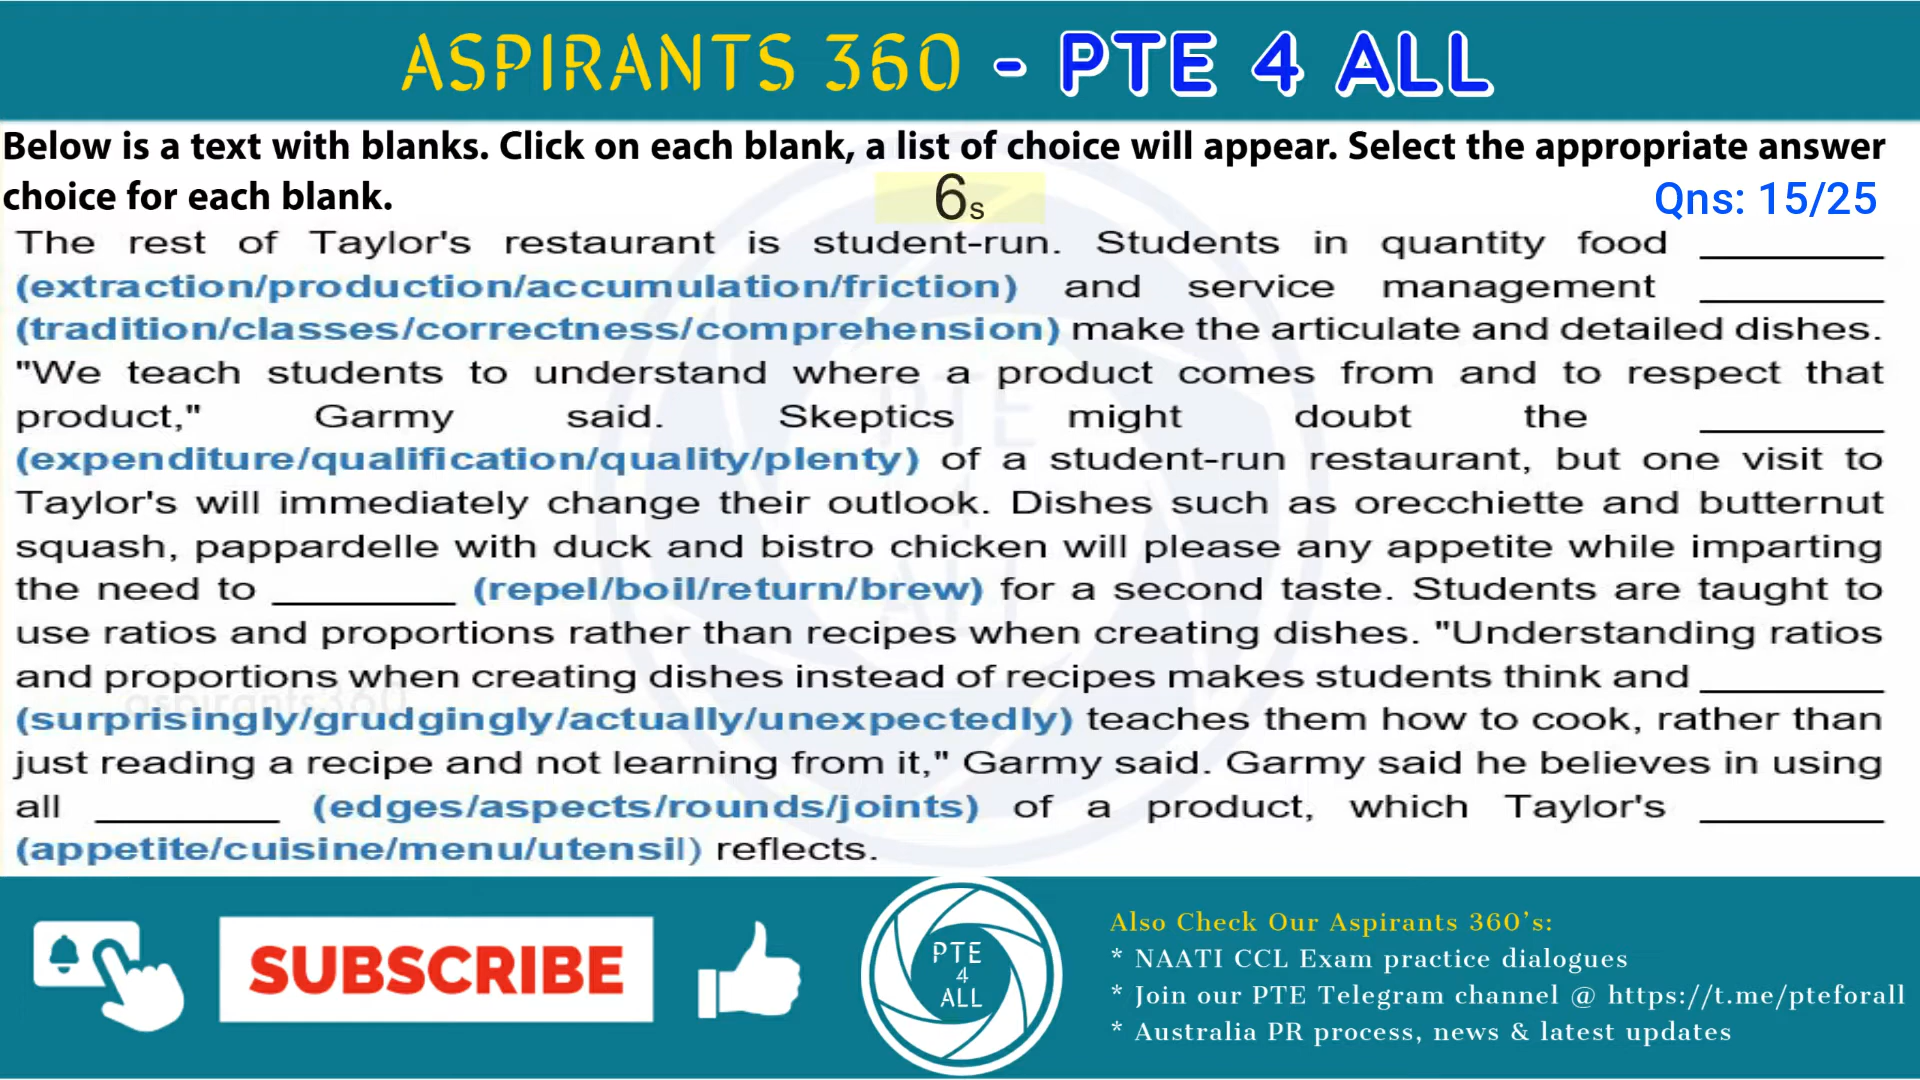 ASPIRANTS 360 - PTE 4 ALL
Below is a text with blanks. Click on each blank, a list of choice will appear. Select the appropriate answer
choice for each blank.
6s
Qns: 15/25
The rest of Taylor's restaurant is student-run. Students in quantity food ________
(extraction/production/accumulation/friction) and service management ________
(tradition/classes/correctness/comprehension) make the articulate and detailed dishes.
"We teach students to understand where a product comes from and to respect that
product," Garmy said. Skeptics might doubt the ________
(expenditure/qualification/quality/plenty) of a student-run restaurant, but one visit to
Taylor's will immediately change their outlook. Dishes such as orecchiette and butternut
squash, pappardelle with duck and bistro chicken will please any appetite while imparting
the need to ________ (repel/boil/return/brew) for a second taste. Students are taught to
use ratios and proportions rather than recipes when creating dishes. "Understanding ratios
and proportions when creating dishes instead of recipes makes students think and ________
(surprisingly/grudgingly/actually/unexpectedly) teaches them how to cook, rather than
just reading a recipe and not learning from it," Garmy said. Garmy said he believes in using
all ________ (edges/aspects/rounds/joints) of a product, which Taylor's ________
(appetite/cuisine/menu/utensil) reflects.
aspirants360
PTE
4
ALL
SUBSCRIBE
PTE
4
ALL
Also Check Our Aspirants 360's:
* NAATI CCL Exam practice dialogues
* Join our PTE Telegram channel @ https://t.me/pteforall
* Australia PR process, news & latest updates